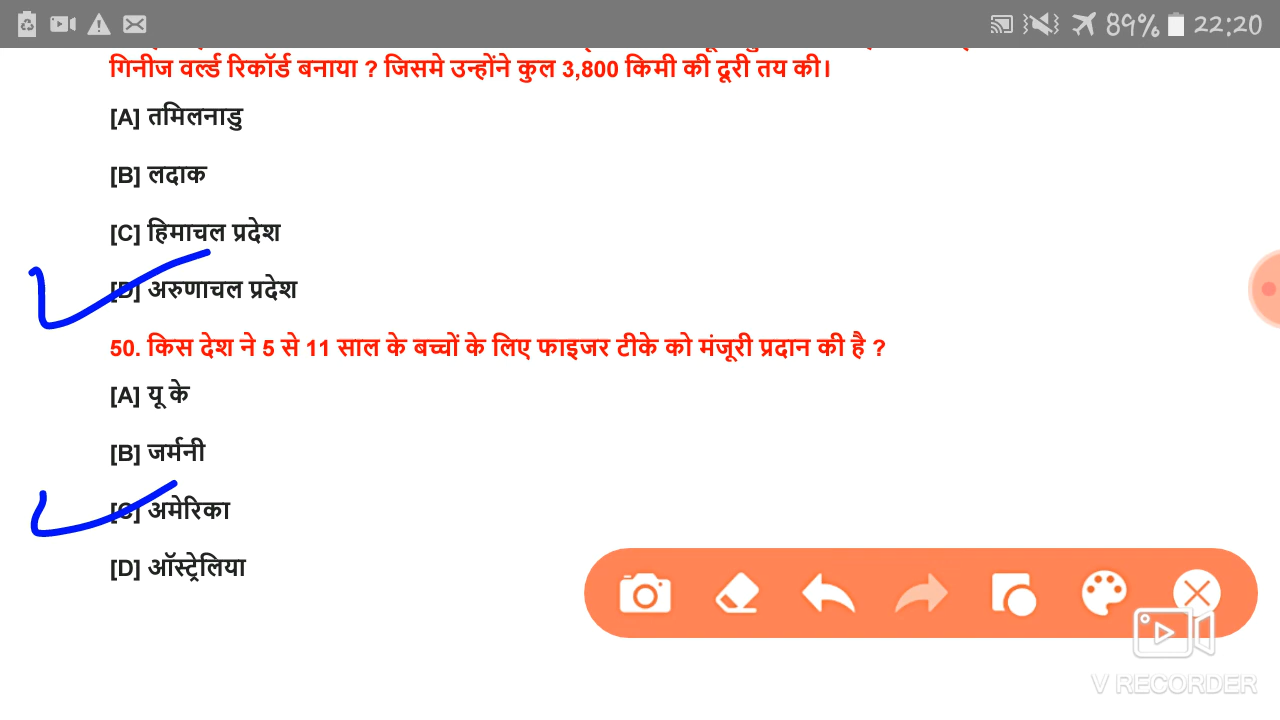 89% 22:20
गिनीज वर्ल्ड रिकॉर्ड बनाया ? जिसमे उन्होंने कुल 3,800 किमी की दूरी तय की।
[A] तमिलनाडु
[B] लदाक
[C] हिमाचल प्रदेश
[D] अरुणाचल प्रदेश
50. किस देश ने 5 से 11 साल के बच्चों के लिए फाइजर टीके को मंजूरी प्रदान की है ?
[A] यू के
[B] जर्मनी
[C] अमेरिका
[D] ऑस्ट्रेलिया
V RECORDER